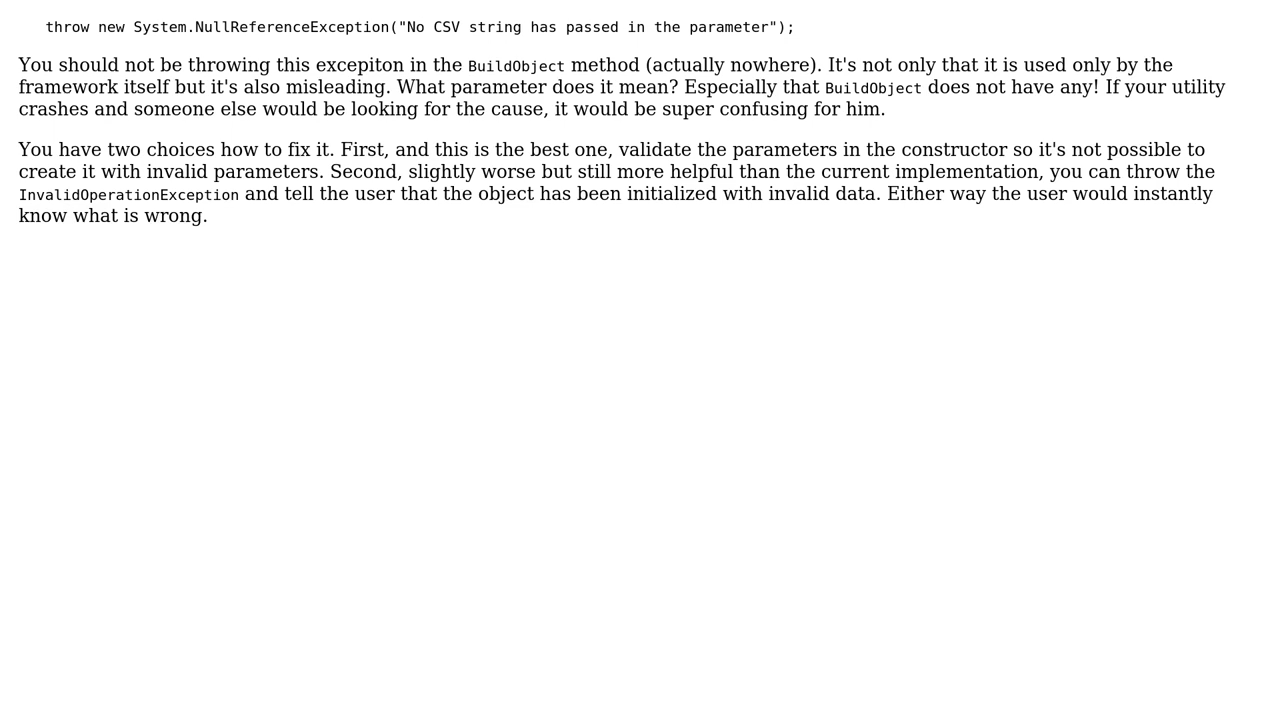 throw new System.NullReferenceException("No CSV string has passed in the parameter");
You should not be throwing this excepiton in the BuildObject method (actually nowhere). It's not only that it is used only by the
framework itself but it's also misleading. What parameter does it mean? Especially that BuildObject does not have any! If your utility
crashes and someone else would be looking for the cause, it would be super confusing for him.
You have two choices how to fix it. First, and this is the best one, validate the parameters in the constructor so it's not possible to
create it with invalid parameters. Second, slightly worse but still more helpful than the current implementation, you can throw the
InvalidOperationException and tell the user that the object has been initialized with invalid data. Either way the user would instantly
know what is wrong.